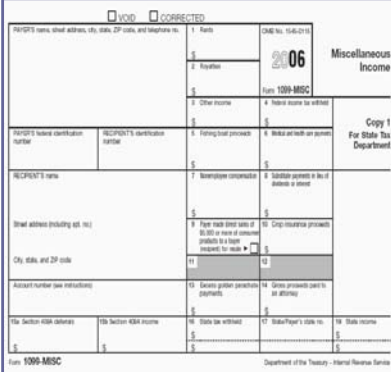 VOID CORRECTED
PAYER'S name, street address, city, state, ZIP code, and telephone no.
1 Rents
$
OMB No. 1545-0115
2006
Form 1099-MISC
Miscellaneous
Income
2 Royalties
$
3 Other income
$
4 Federal income tax withheld
$
Copy 1
For State Tax
Department
PAYER'S federal identification
number
RECIPIENT'S identification
number
5 Fishing boat proceeds
$
6 Medical and health care payments
$
RECIPIENT'S name
7 Nonemployee compensation
$
8 Substitute payments in lieu of
dividends or interest
$
Street address (including apt. no.)
9 Payer made direct sales of
$5,000 or more of consumer
products to a buyer
(recipient) for resale ▶
10 Crop insurance proceeds
$
City, state, and ZIP code
11
12
Account number (see instructions)
13 Excess golden parachute
payments
$
14 Gross proceeds paid to
an attorney
$
15a Section 409A deferrals
$
15b Section 409A income
$
16 State tax withheld
$
$
17 State/Payer's state no.
18 State income
$
$
Form 1099-MISC
Department of the Treasury - Internal Revenue Service